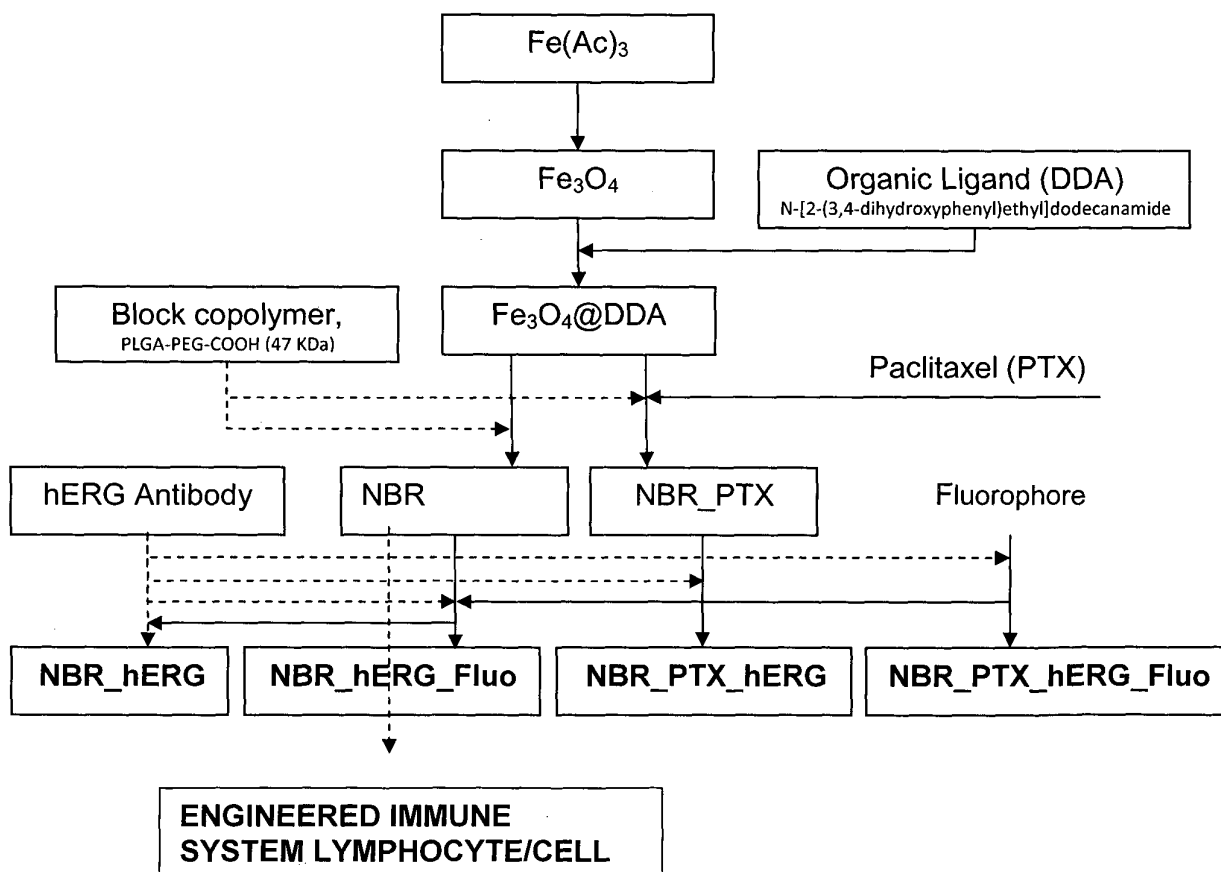 Fe(Ac)₃
Fe₃O₄
Organic Ligand (DDA)
N-[2-(3,4-dihydroxyphenyl)ethyl]dodecanamide
Block copolymer,
PLGA-PEG-COOH (47 KDa)
Fe₃O₄@DDA
Paclitaxel (PTX)
hERG Antibody
NBR
NBR_PTX
Fluorophore
NBR_hERG
NBR_hERG_Fluo
NBR_PTX_hERG
NBR_PTX_hERG_Fluo
ENGINEERED IMMUNE
SYSTEM LYMPHOCYTE/CELL